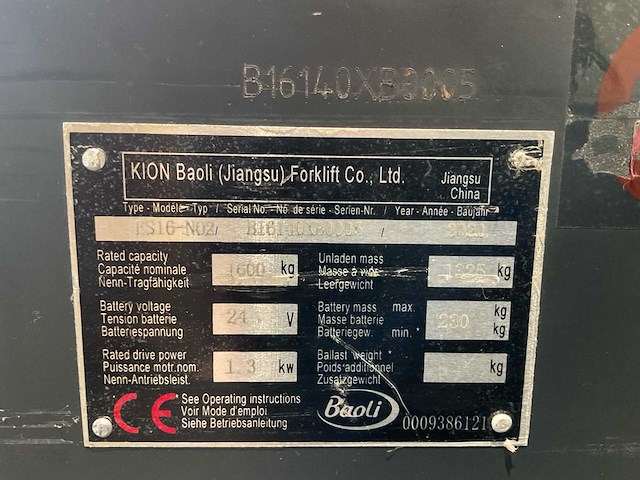 B16140XB3005
KION Baoli (Jiangsu) Forklift Co., Ltd.
Jiangsu
China
Type - Modèle - Typ / Serial No. - No. de série - Serien-Nr. / Year - Année - Baujahr
ES16-N02/ /
Rated capacity
Capacité nominale
Nenn-Tragfähigkeit
1600 kg
Unladen mass
Masse à vide
Leergewicht
kg
Battery voltage
Tension batterie
Batteriespannung
24 V
Battery mass max.
Masse batterie
Batteriegew. min. *
230 kg
kg
Rated drive power
Puissance motr.nom.
Nenn-Antriebsleist.
1.3 kw
Ballast weight *
Poids additionnel
Zusatzgewicht
kg
CE
* See Operating instructions
Voir Mode d'emploi
Siehe Betriebsanleitung
Baoli
0009386121